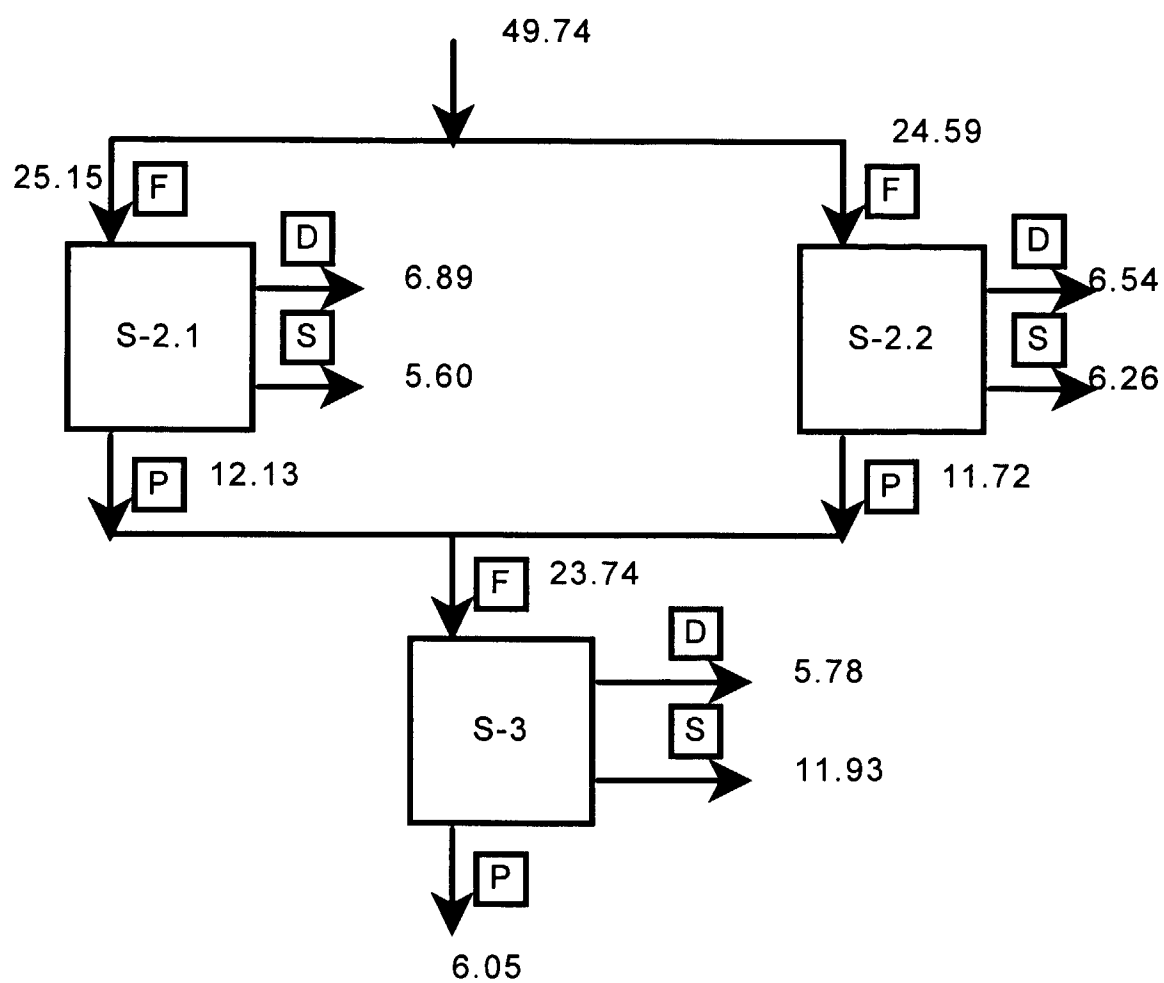 49.74
24.59
25.15
F
F
D
6.89
D
6.54
S-2.1
S
5.60
S-2.2
S
6.26
P
12.13
P
11.72
F
23.74
D
5.78
S-3
S
11.93
P
6.05